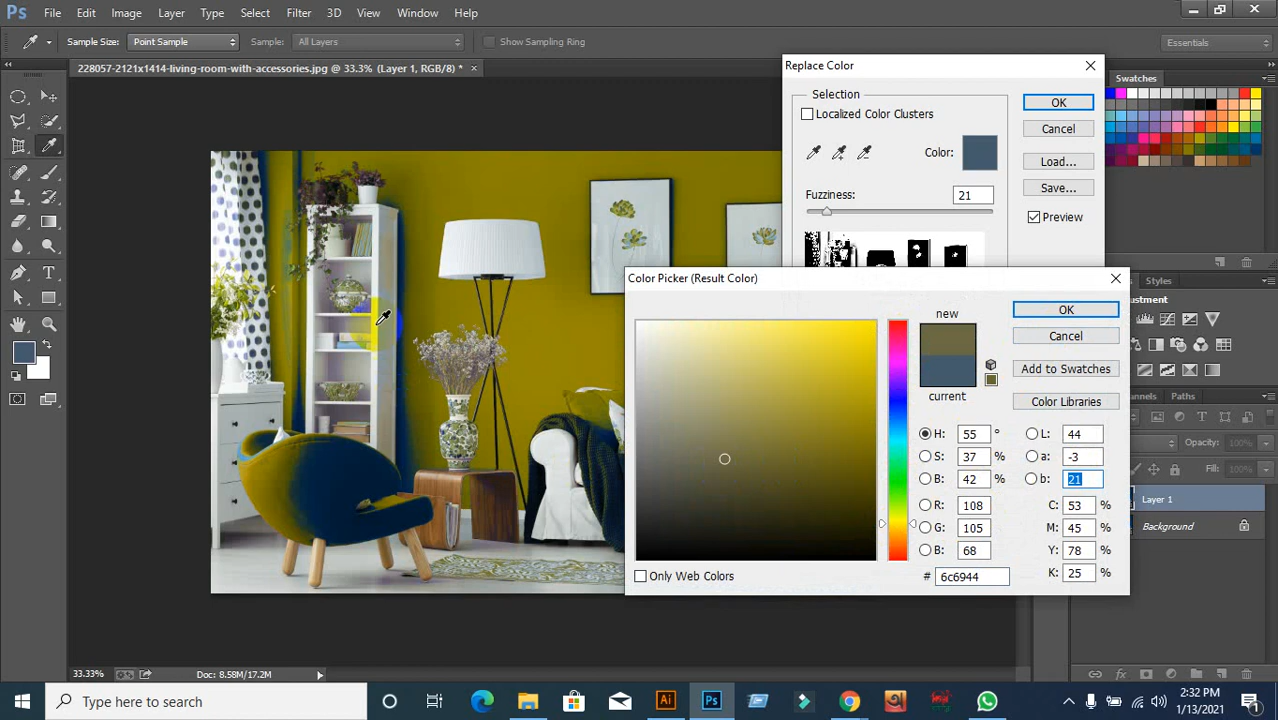 Ps File Edit Image Layer Type Select Filter 3D View Window Help
Sample Size: Point Sample Sample: All Layers Show Sampling Ring Essentials
228057-2121x1414-living-room-with-accessories.jpg @ 33.3% (Layer 1, RGB/8) *
Replace Color
Swatches
Selection
Localized Color Clusters
OK
Color:
Cancel
Load...
Fuzziness: 21
Save...
Preview
Color Picker (Result Color)
Styles
new
OK
Cancel
Add to Swatches
current
Color Libraries
H: 55 °
L: 44
S: 37 %
a: -3
B: 42 %
b: 21
R: 108
C: 53 %
G: 105
M: 45 %
B: 68
Y: 78 %
Only Web Colors
# 6c6944
K: 25 %
Paths
Opacity: 100%
Fill: 100%
Layer 1
Background
33.33% Doc: 8.58M/17.2M
Type here to search
Ai
Ps
2:32 PM
1/13/2021